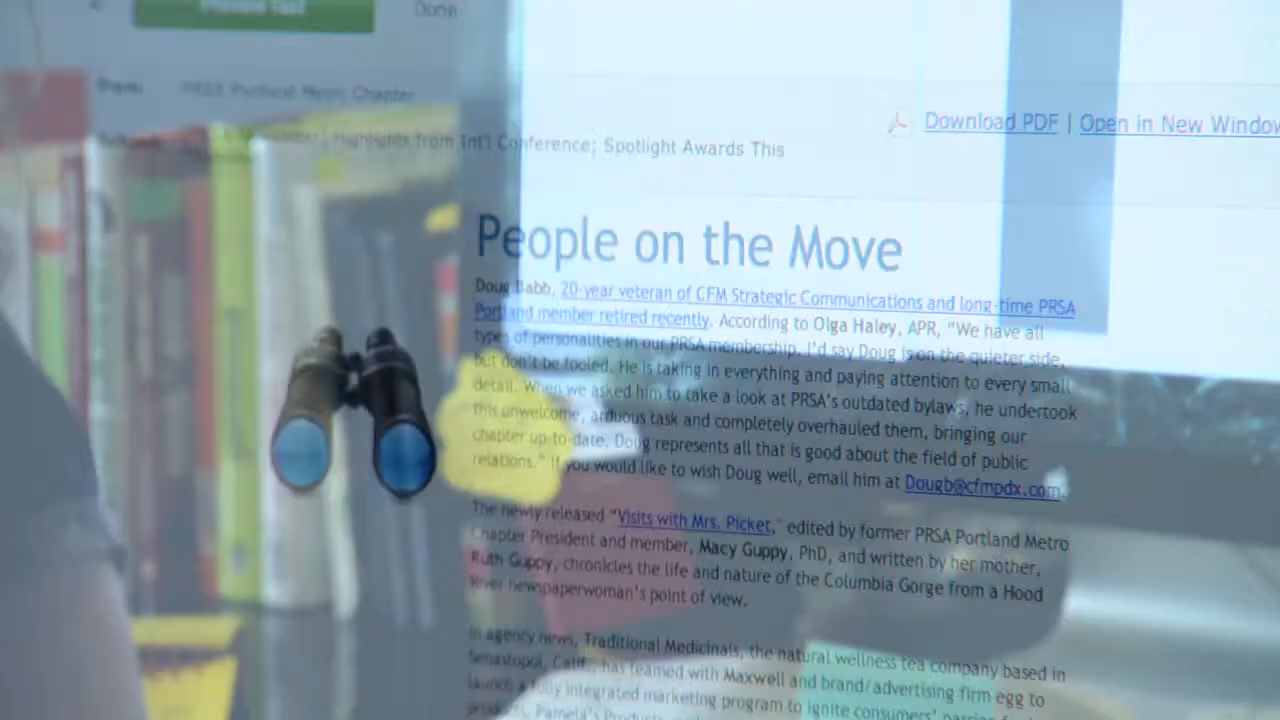 Done
From:
PRSA Portland Metro Chapter
Highlights from Int'l Conference; Spotlight Awards This
Download PDF | Open in New Window
People on the Move
Doug Babb, 20-year veteran of CFM Strategic Communications and long-time PRSA
Portland member retired recently. According to Olga Haley, APR, “We have all
types of personalities in our PRSA membership. I'd say Doug is on the quieter side,
but don't be fooled. He is taking in everything and paying attention to every small
detail. When we asked him to take a look at PRSA's outdated bylaws, he undertook
this unwelcome, arduous task and completely overhauled them, bringing our
chapter up-to-date. Doug represents all that is good about the field of public
relations.” If you would like to wish Doug well, email him at Dougb@cfmpdx.com.
The newly released “Visits with Mrs. Picket,” edited by former PRSA Portland Metro
Chapter President and member, Macy Guppy, PhD, and written by her mother,
Ruth Guppy, chronicles the life and nature of the Columbia Gorge from a Hood
River newspaperwoman's point of view.
In agency news, Traditional Medicinals, the natural wellness tea company based in
Sebastopol, Calif., has teamed with Maxwell and brand/advertising firm egg to
launch a fully integrated marketing program to ignite consumers' passion
Pamela's Products